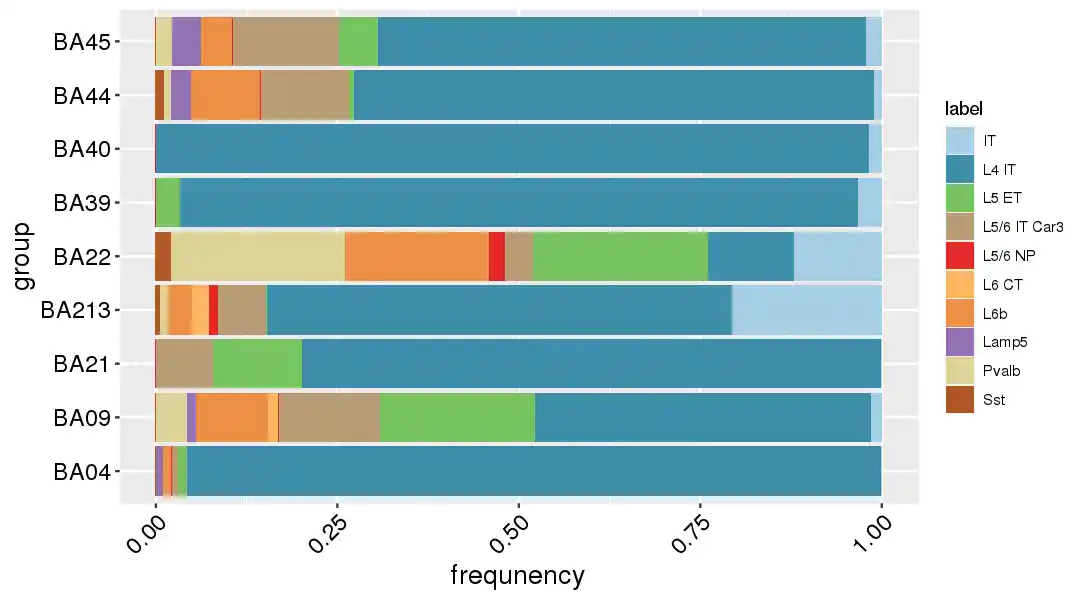 BA45
BA44
BA40
BA39
BA22
BA213
BA21
BA09
BA04
group
0.00
0.25
0.50
0.75
1.00
frequnency
label
IT
L4 IT
L5 ET
L5/6 IT Car3
L5/6 NP
L6 CT
L6b
Lamp5
Pvalb
Sst